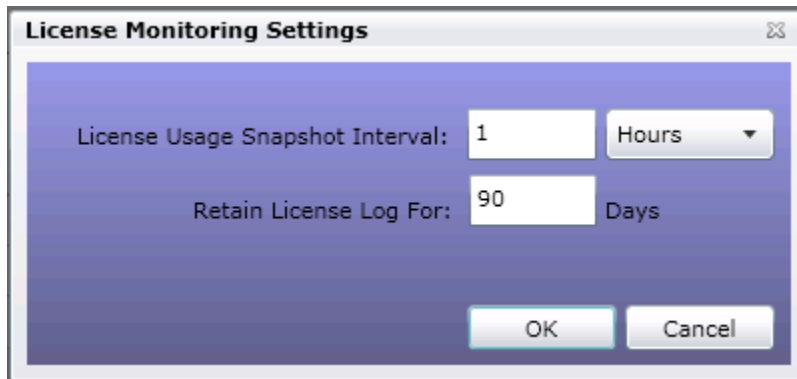 License Monitoring Settings
License Usage Snapshot Interval: 1 Hours
Retain License Log For: 90 Days
OK Cancel